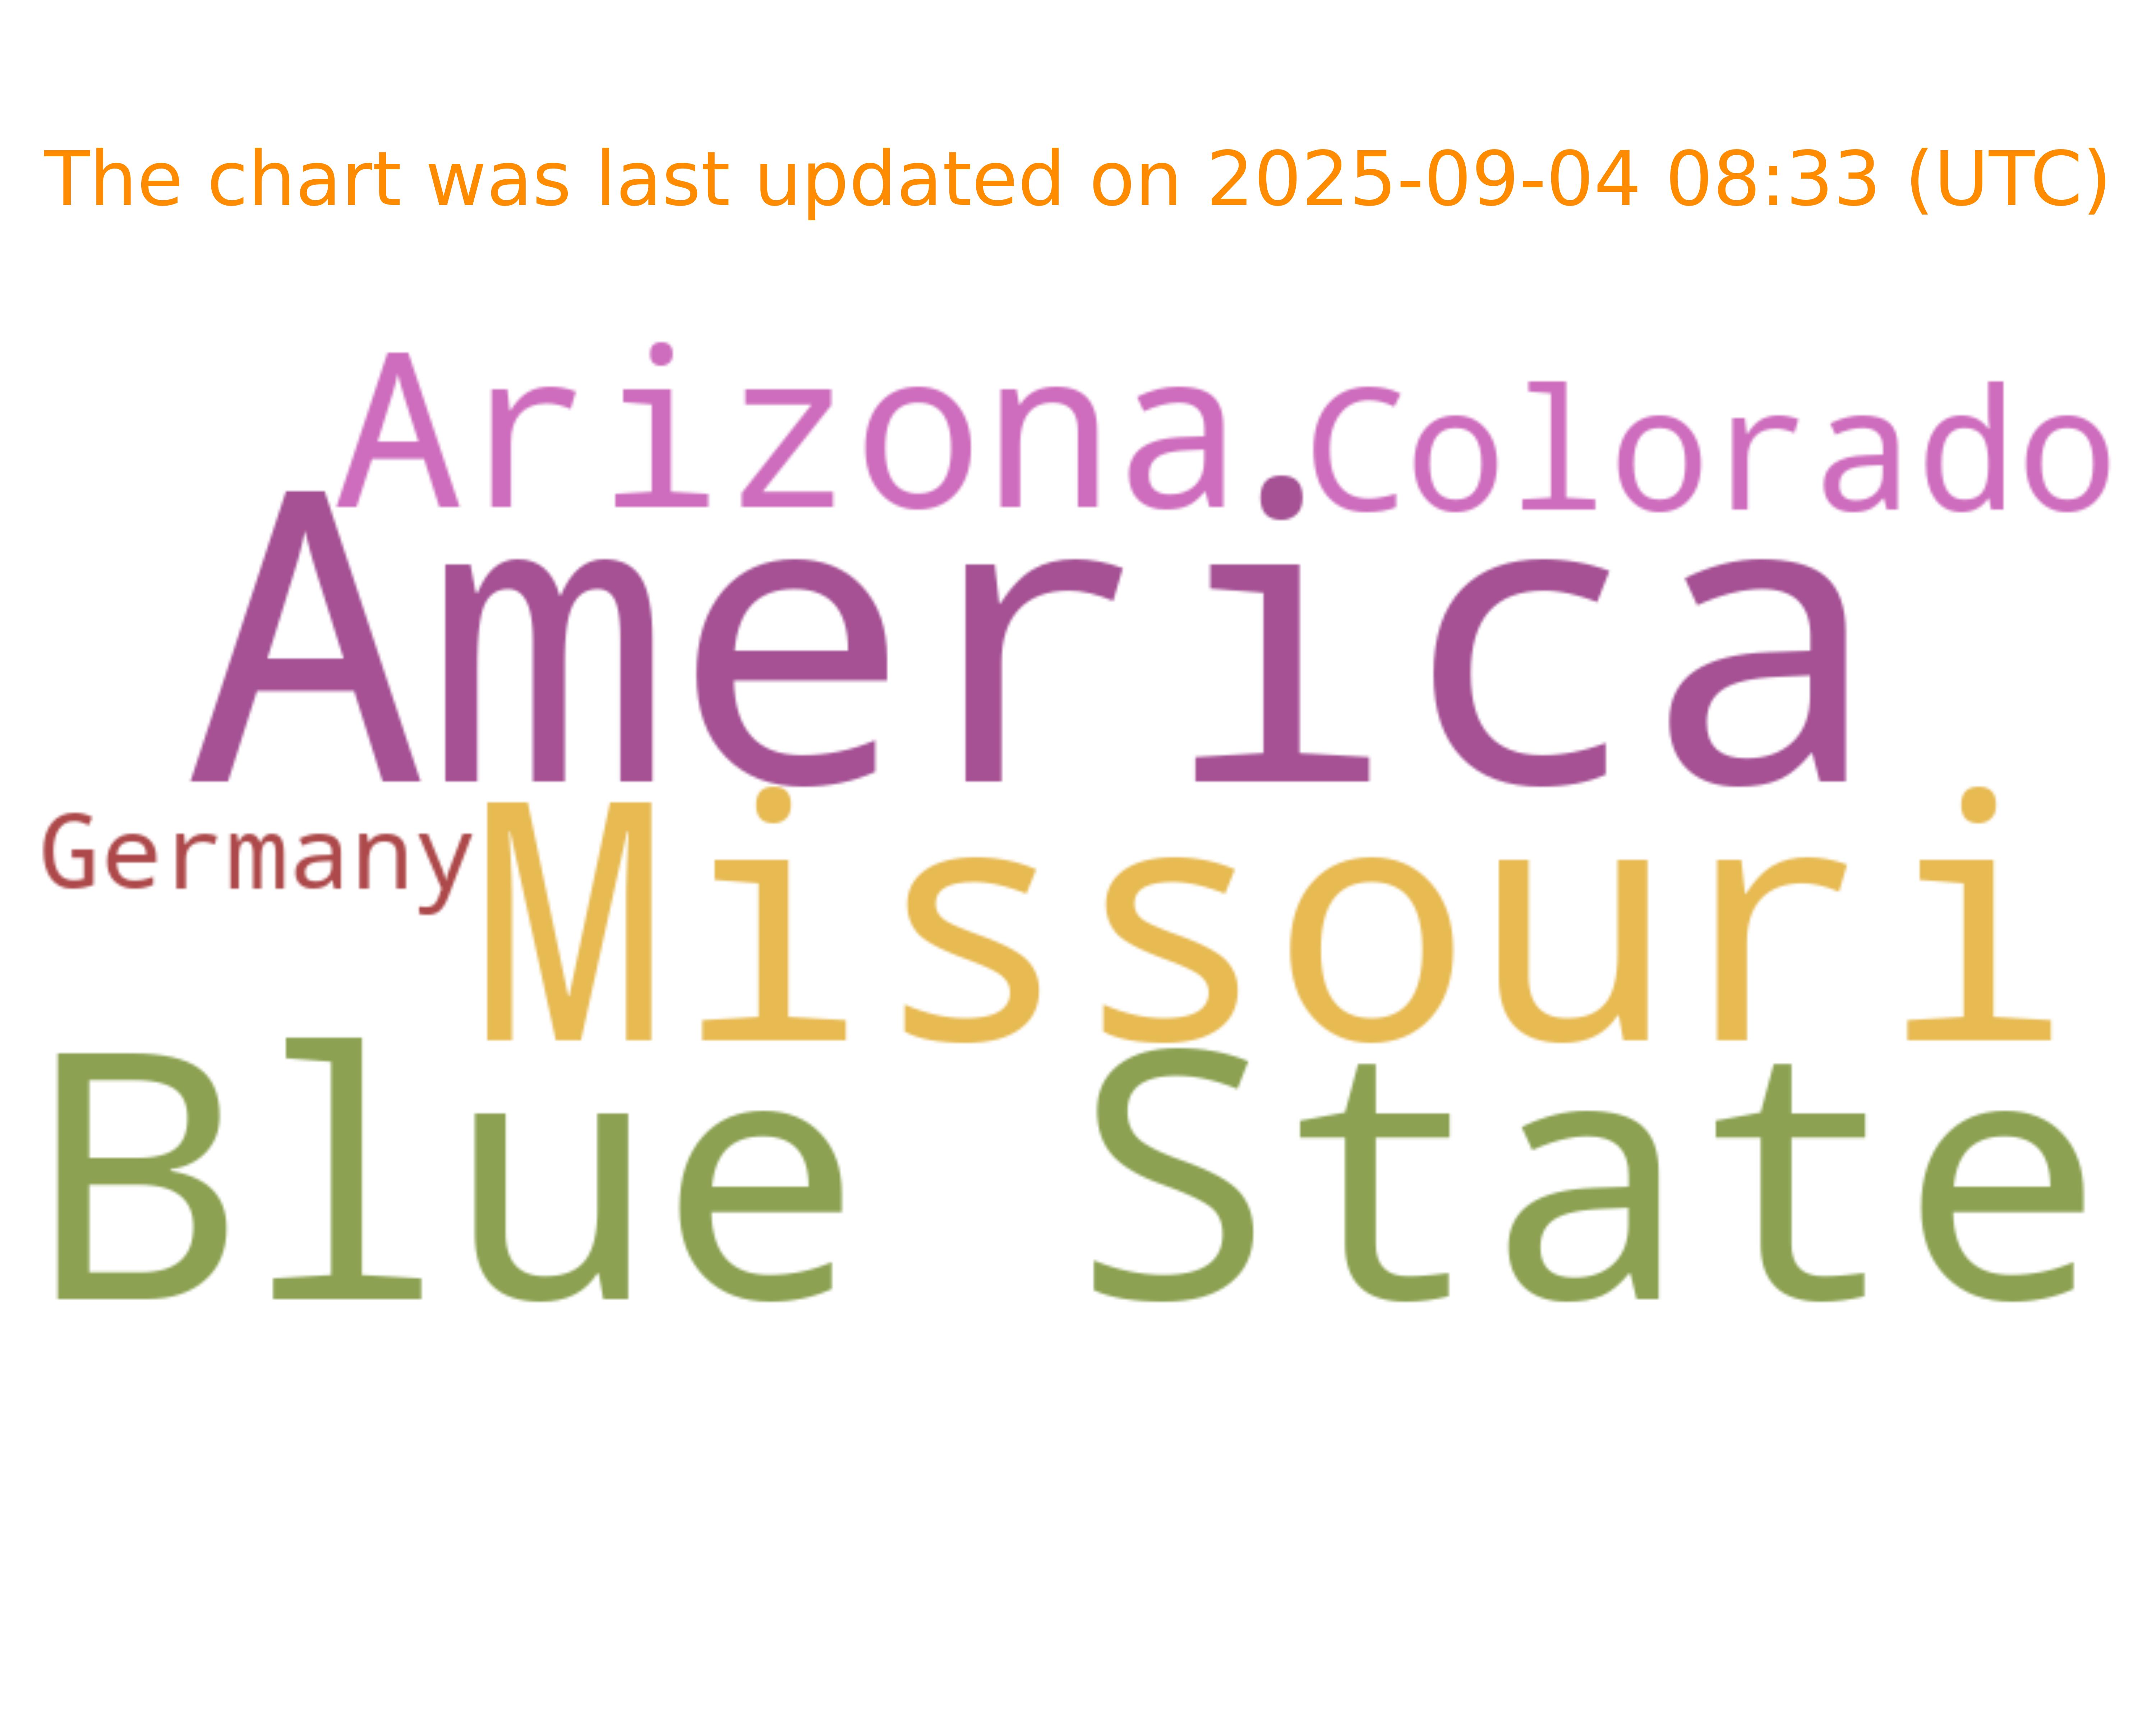 The chart was last updated on 2025-09-04 08:33 (UTC)
Arizona Colorado
America
Germany Missouri
Blue State